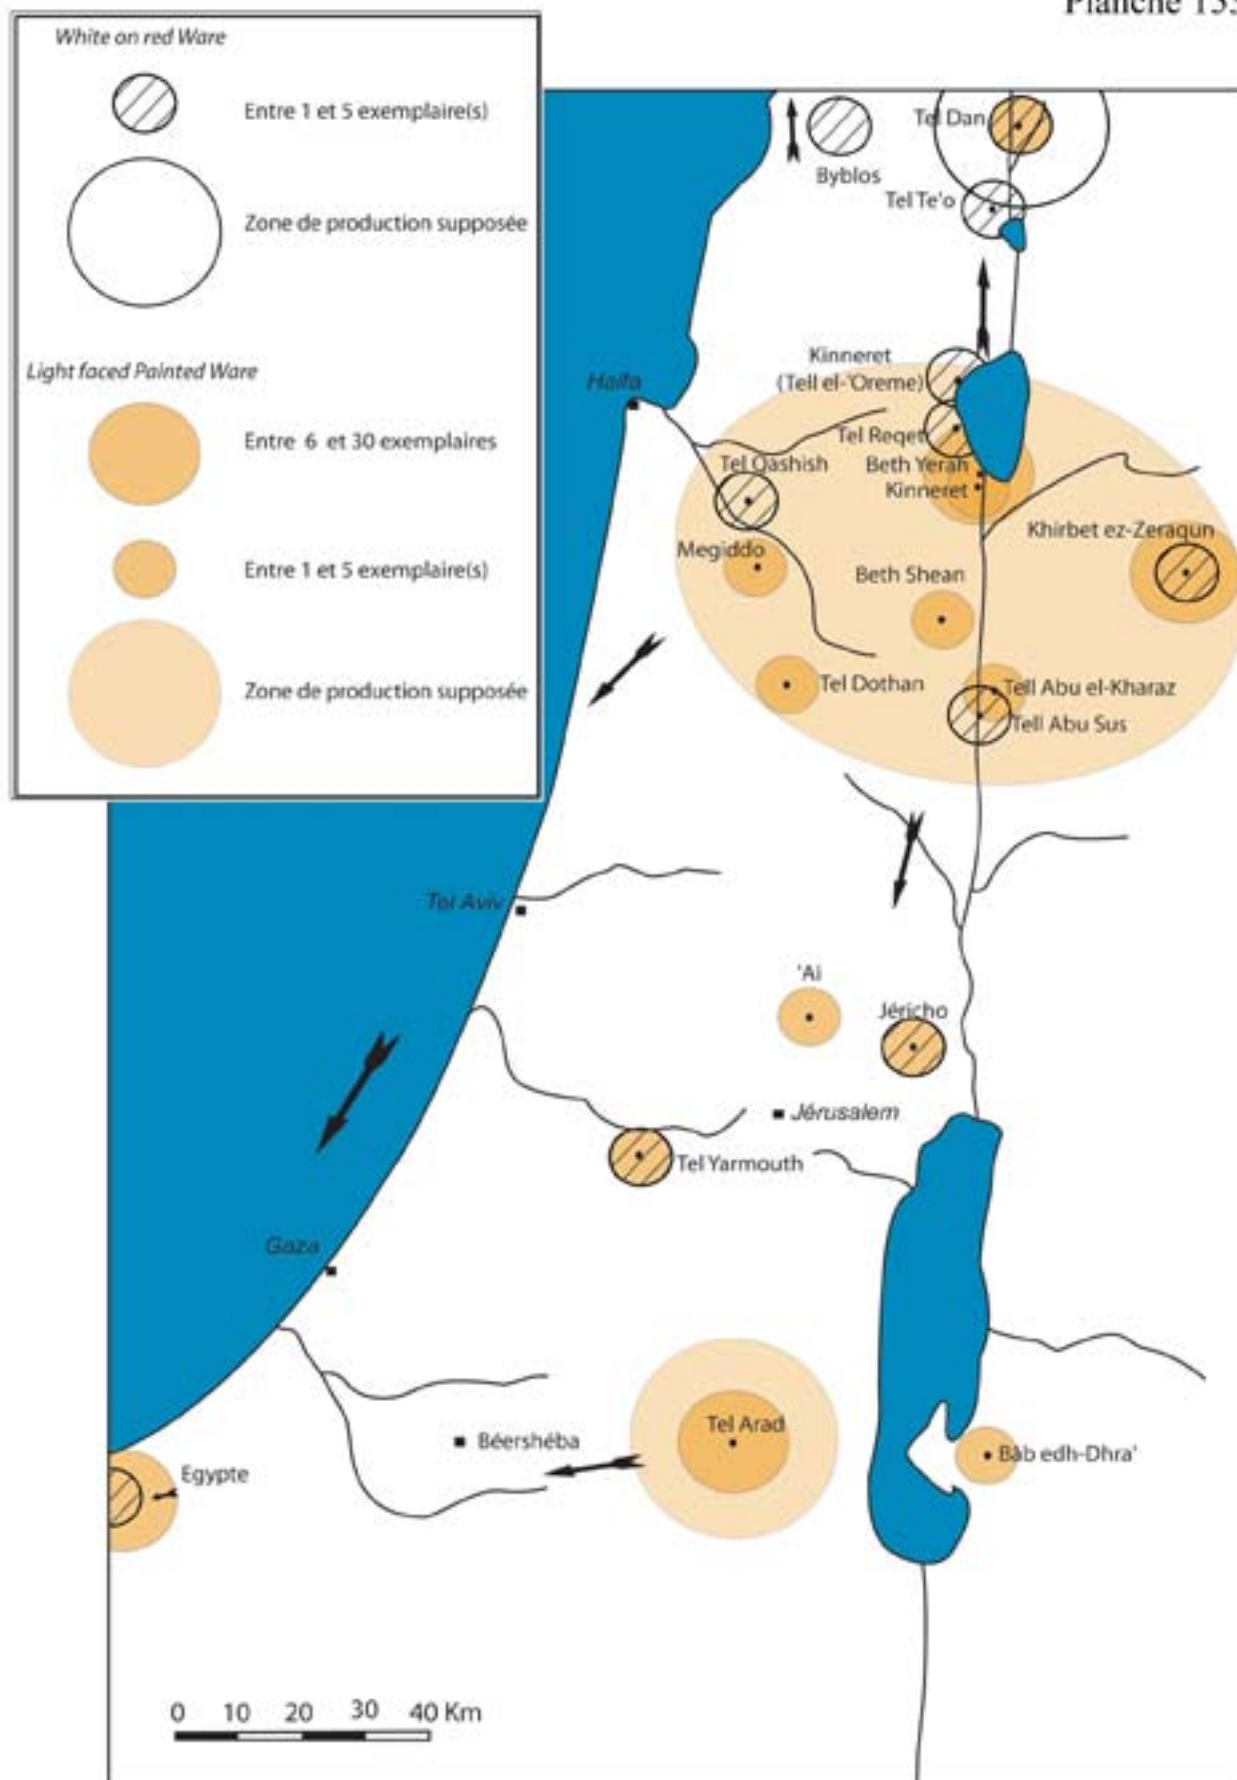 Planche 135
White on red Ware
Entre 1 et 5 exemplaire(s)
Zone de production supposée
Light faced Painted Ware
Entre 6 et 30 exemplaires
Entre 1 et 5 exemplaire(s)
Zone de production supposée
Tel Dan
Byblos
Tel Te'o
Kinneret
(Tell el-'Oreme)
Haifa
Tel Reqet
Tel Qashish
Beth Yerah
Kinneret
Khirbet ez-Zeraqun
Megiddo
Beth Shean
Tel Dothan
Tell Abu el-Kharaz
Tell Abu Sus
Tel Aviv
'Ai
Jéricho
Jérusalem
Tel Yarmouth
Gaza
Tel Arad
Béershéba
Bâb edh-Dhra'
Egypte
0 10 20 30 40 Km